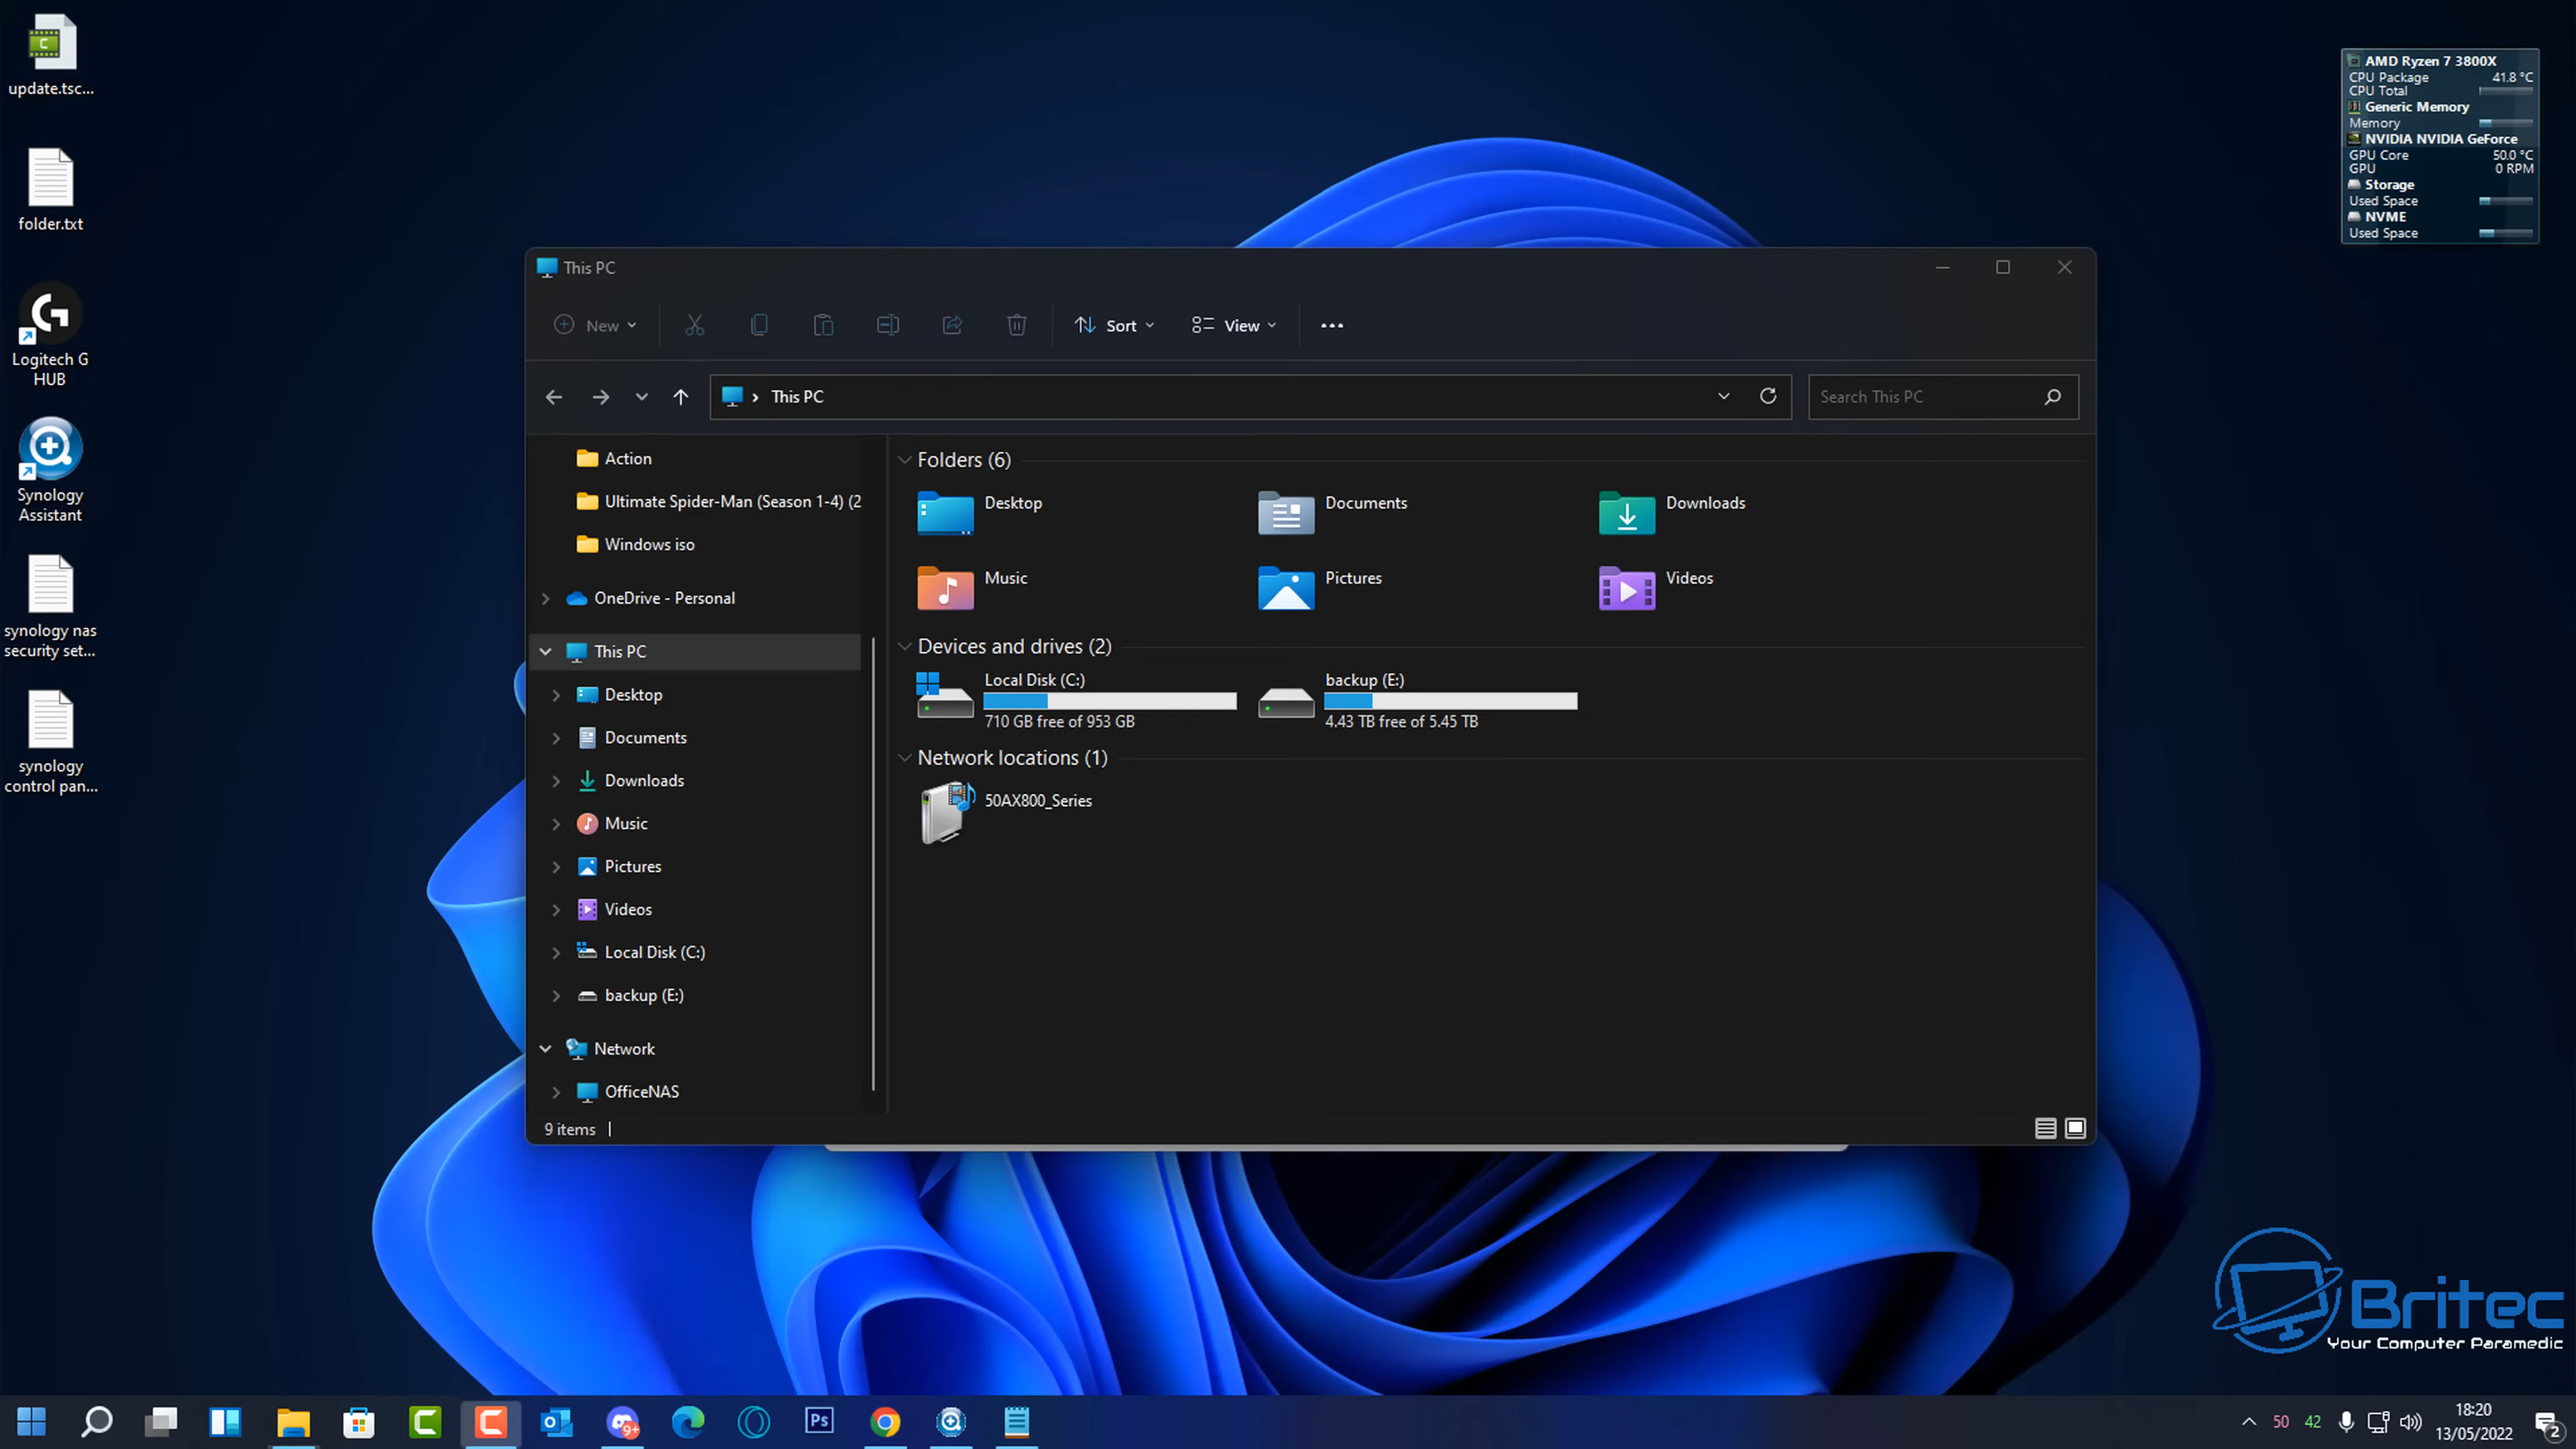 update.tsc...
folder.txt
Logitech G
HUB
Synology
Assistant
synology nas
security set...
synology
control pan...
AMD Ryzen 7 3800X
CPU Package 41.8 °C
CPU Total
Generic Memory
Memory
NVIDIA NVIDIA GeForce
GPU Core 50.0 °C
GPU 0 RPM
Storage
Used Space
NVME
Used Space
This PC
New
Sort
View
This PC
Search This PC
Action
Ultimate Spider-Man (Season 1-4) (2
Windows iso
OneDrive - Personal
This PC
Desktop
Documents
Downloads
Music
Pictures
Videos
Local Disk (C:)
backup (E:)
Network
OfficeNAS
Folders (6)
Desktop
Documents
Downloads
Music
Pictures
Videos
Devices and drives (2)
Local Disk (C:)
710 GB free of 953 GB
backup (E:)
4.43 TB free of 5.45 TB
Network locations (1)
50AX800_Series
9 items
Britec
Your Computer Paramedic
C
C
9+
Ps
50 42
18:20
13/05/2022
2